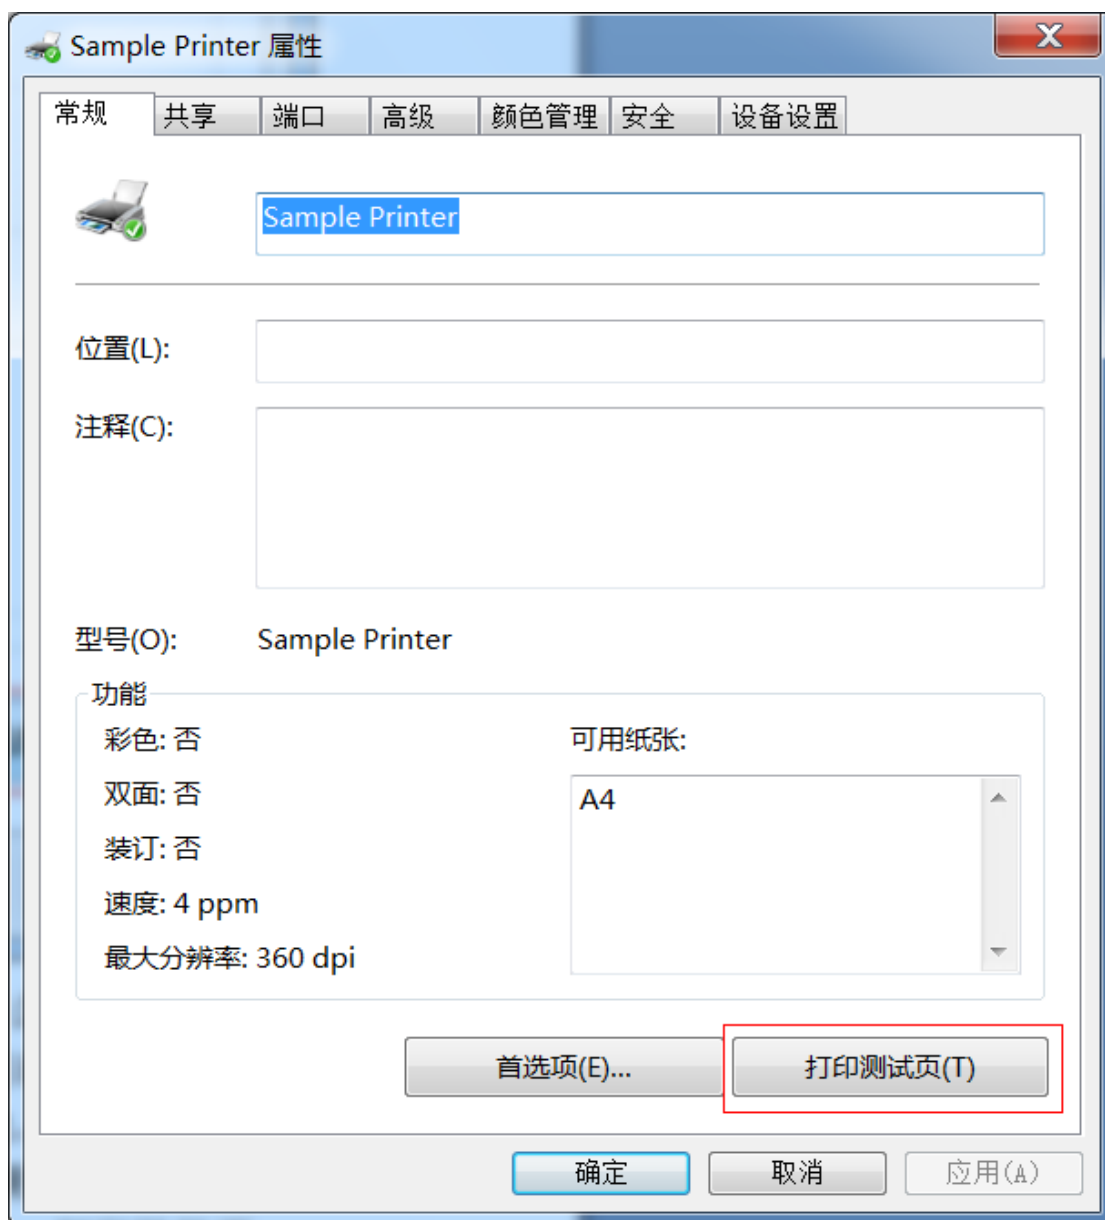 Sample Printer 属性
常规 共享 端口 高级 颜色管理 安全 设备设置
Sample Printer
位置(L):
注释(C):
型号(O): Sample Printer
功能
彩色: 否 可用纸张:
双面: 否 A4
装订: 否
速度: 4 ppm
最大分辨率: 360 dpi
首选项(E)... 打印测试页(T)
确定 取消 应用(A)